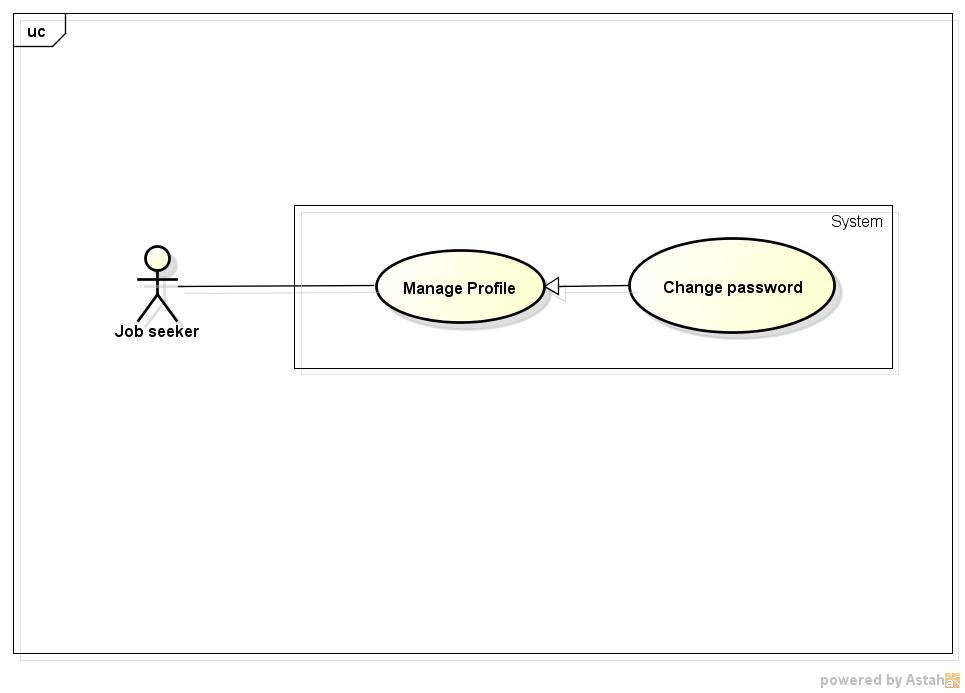 uc
System
Manage Profile
Change password
Job seeker
powered by Astah